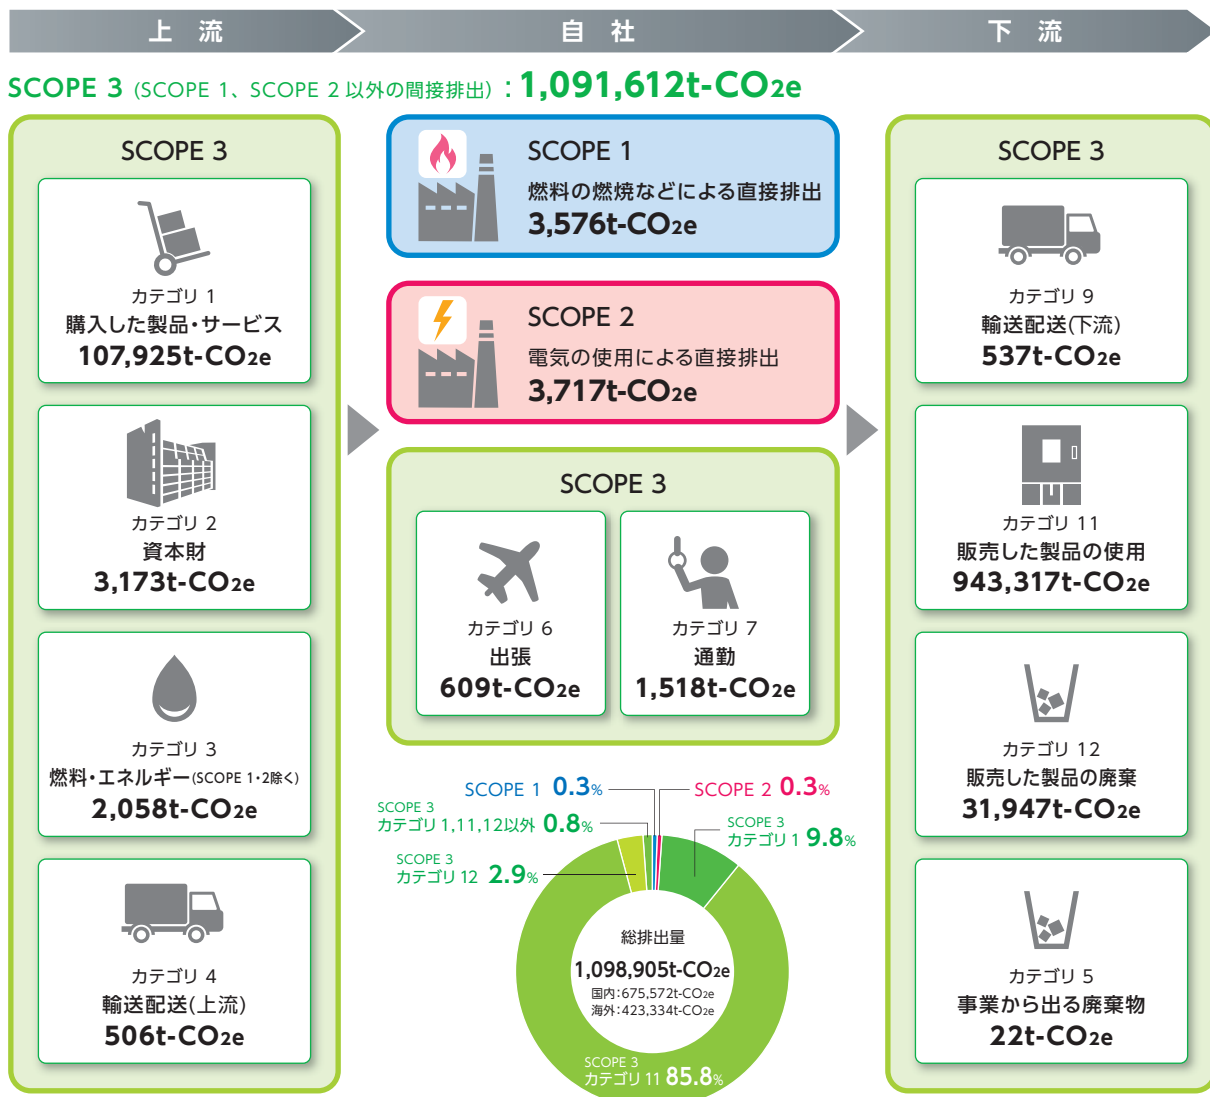 上 流
自 社
下 流
SCOPE 3 (SCOPE 1、SCOPE 2 以外の間接排出) : 1,091,612t-CO2e
SCOPE 3
カテゴリ 1
購入した製品・サービス
107,925t-CO2e
カテゴリ 2
資本財
3,173t-CO2e
カテゴリ 3
燃料・エネルギー(SCOPE 1・2除く)
2,058t-CO2e
カテゴリ 4
輸送配送(上流)
506t-CO2e
SCOPE 1
燃料の燃焼などによる直接排出
3,576t-CO2e
SCOPE 2
電気の使用による直接排出
3,717t-CO2e
SCOPE 3
カテゴリ 6
出張
609t-CO2e
カテゴリ 7
通勤
1,518t-CO2e
SCOPE 1 0.3%
SCOPE 2 0.3%
SCOPE 3
カテゴリ 1,11,12以外 0.8%
SCOPE 3
カテゴリ 1 9.8%
SCOPE 3
カテゴリ 12 2.9%
総排出量
1,098,905t-CO2e
国内:675,572t-CO2e
海外:423,334t-CO2e
SCOPE 3
カテゴリ 11 85.8%
SCOPE 3
カテゴリ 9
輸送配送(下流)
537t-CO2e
カテゴリ 11
販売した製品の使用
943,317t-CO2e
カテゴリ 12
販売した製品の廃棄
31,947t-CO2e
カテゴリ 5
事業から出る廃棄物
22t-CO2e